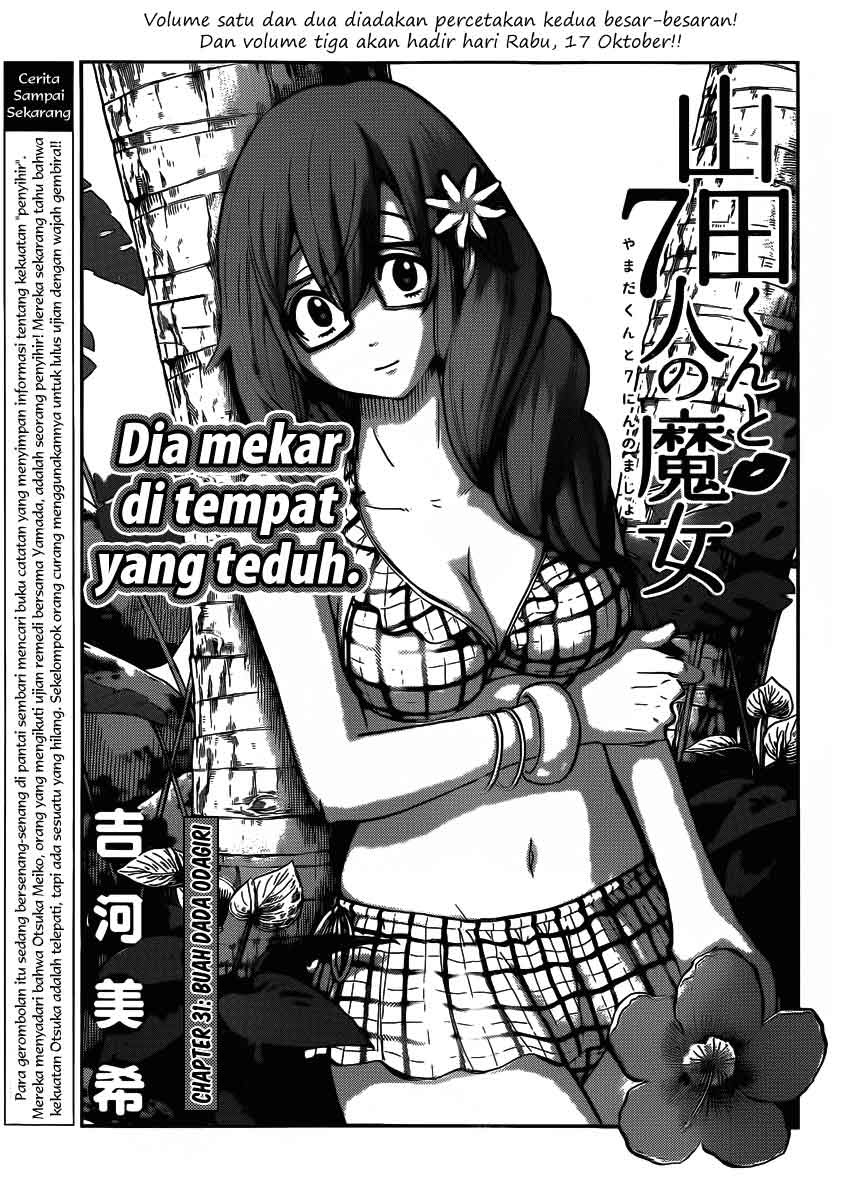 Volume satu dan dua diadakan percetakan kedua besar-besaran!
Dan volume tiga akan hadir hari Rabu, 17 Oktober!!
Cerita
Sampai
Sekarang
Para gerombolan itu sedang bersenang-senang di pantai sembari mencari buku catatan yang menyimpan informasi tentang kekuatan "penyihir".
Mereka menyadari bahwa Otsuka Meiko, orang yang mengikuti ujian remedi bersama Yamada, adalah seorang penyihir! Mereka sekarang tahu bahwa
kekuatan Otsuka adalah telepati, tapi ada sesuatu yang hilang. Sekelompok orang curang menggunakannya untuk lulus ujian dengan wajah gembira!!
山田くんと
7人の魔女
やまだくんと7にんのまじょ
Dia mekar
di tempat
yang teduh.
CHAPTER 31: BUAH DADA ODAGIRI
吉河美希